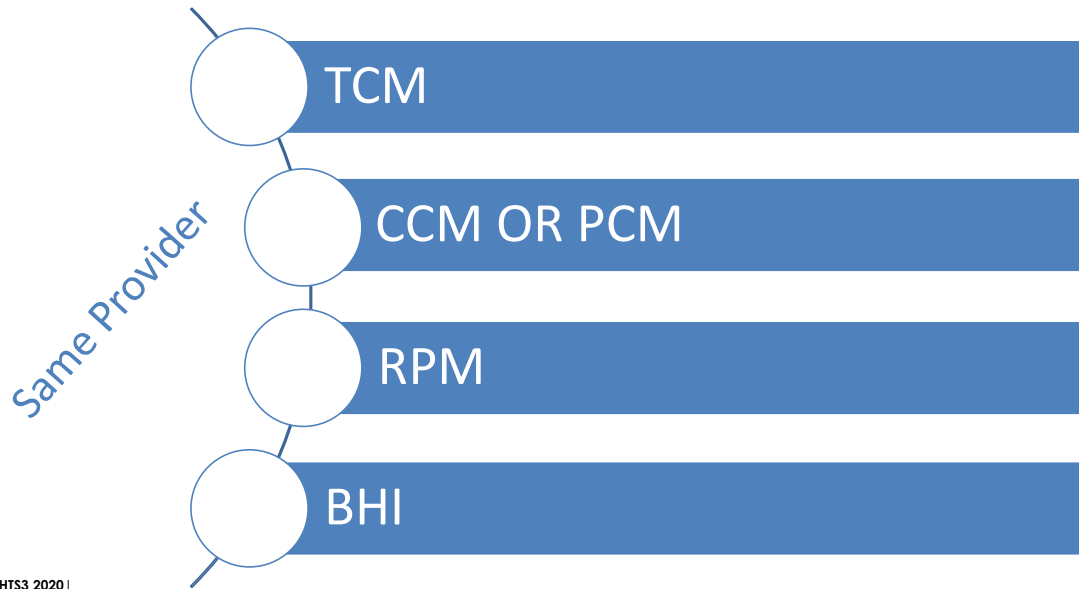 TCM
CCM OR PCM
Same Provider
RPM
BHI
HTS3 2020 |